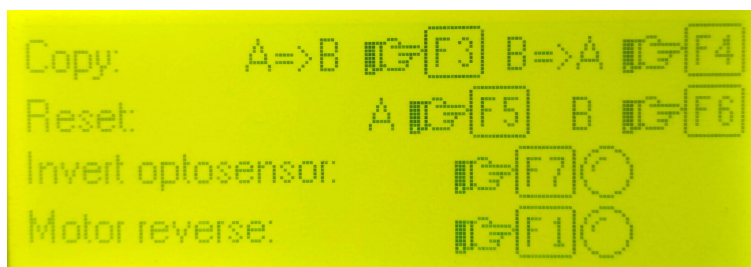 Copy: A=>B F3 B=>A F4
Reset: A F5 B F6
Invert optosensor: F7
Motor reverse: F1